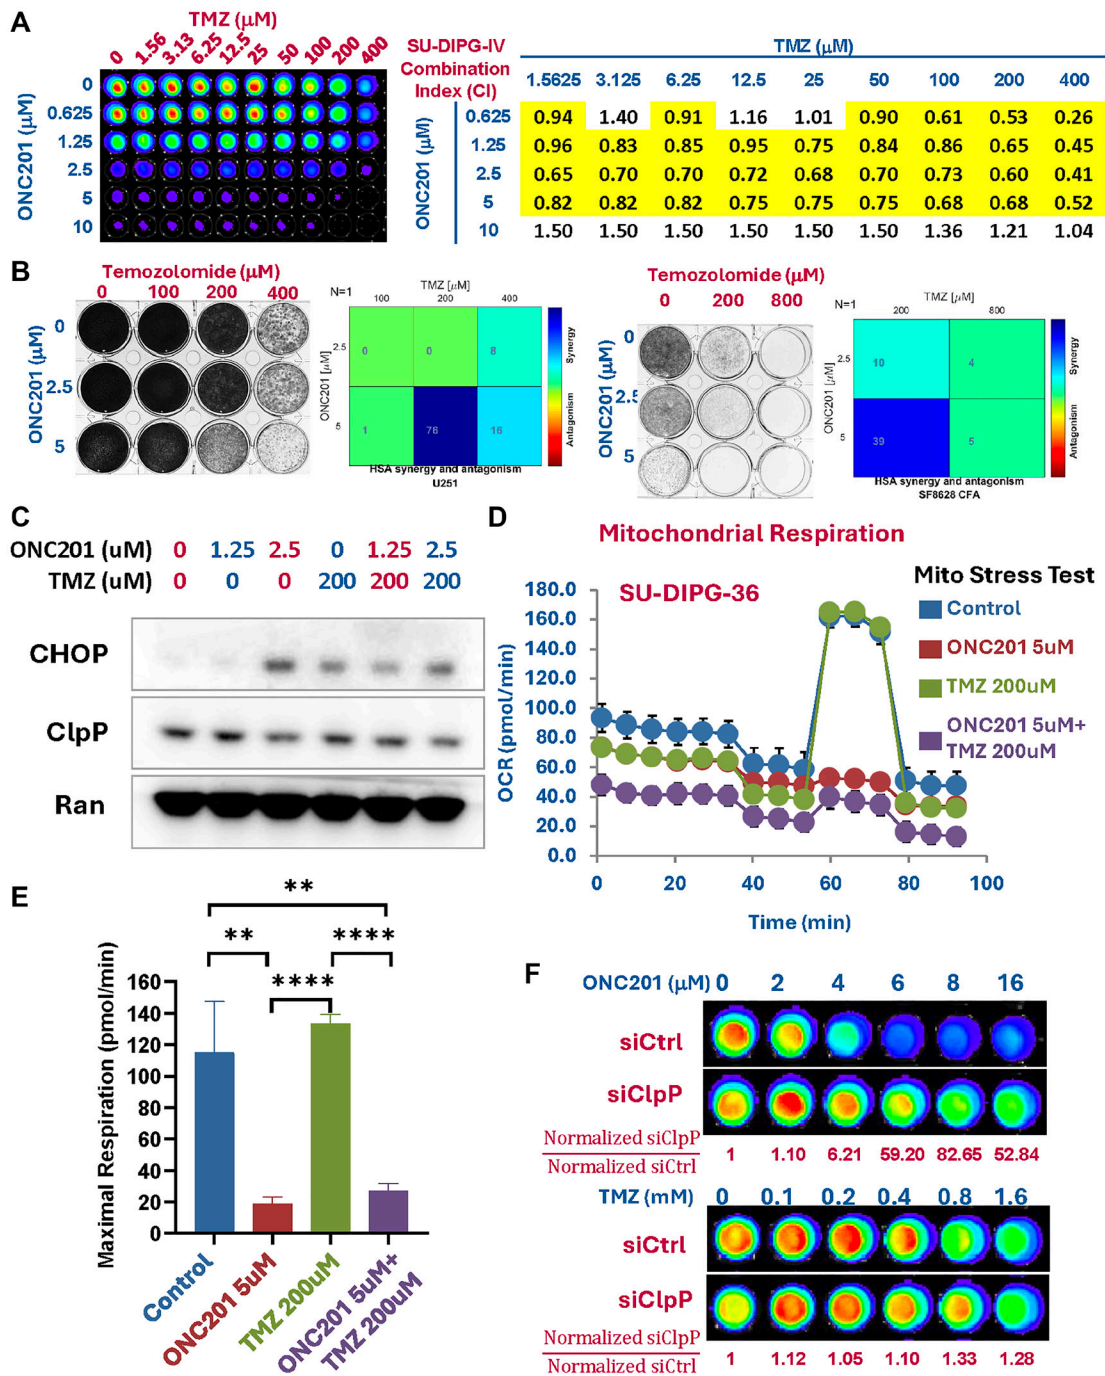 A
TMZ (µM)
0 1.56 3.13 6.25 12.5 25 50 100 200 400
ONC201 (µM)
0
0.625
1.25
2.5
5
10
SU-DIPG-IV
Combination
Index (CI)
TMZ (µM)
1.5625 3.125 6.25 12.5 25 50 100 200 400
ONC201 (µM)
0.625 0.94 1.40 0.91 1.16 1.01 0.90 0.61 0.53 0.26
1.25 0.96 0.83 0.85 0.95 0.75 0.84 0.86 0.65 0.45
2.5 0.65 0.70 0.70 0.72 0.68 0.70 0.73 0.60 0.41
5 0.82 0.82 0.82 0.75 0.75 0.75 0.68 0.68 0.52
10 1.50 1.50 1.50 1.50 1.50 1.50 1.36 1.21 1.04
B
Temozolomide (µM)
0 100 200 400
ONC201 (µM)
0
2.5
5
N=1
TMZ [µM]
100 200 400
ONC201 [µM]
2.5 0 0 8
5 1 76 16
Synergy
Antagonism
HSA synergy and antagonism
U251
Temozolomide (µM)
0 200 800
ONC201 (µM)
0
2.5
5
N=1
TMZ [µM]
200 800
ONC201 [µM]
2.5 10 4
5 39 5
Synergy
Antagonism
HSA synergy and antagonism
SF8628 CFA
C
ONC201 (uM) 0 1.25 2.5 0 1.25 2.5
TMZ (uM) 0 0 0 200 200 200
CHOP
ClpP
Ran
D
Mitochondrial Respiration
SU-DIPG-36
Mito Stress Test
Control
ONC201 5uM
TMZ 200uM
ONC201 5uM+
TMZ 200uM
OCR (pmol/min)
180.0
160.0
140.0
120.0
100.0
80.0
60.0
40.0
20.0
0.0
0 20 40 60 80 100
Time (min)
E
**
** ****
****
Maximal Respiration (pmol/min)
160
140
120
100
80
60
40
20
0
Control
ONC201 5uM
TMZ 200uM
ONC201 5uM+
TMZ 200uM
F
ONC201 (µM) 0 2 4 6 8 16
siCtrl
siClpP
Normalized siClpP
Normalized siCtrl
1 1.10 6.21 59.20 82.65 52.84
TMZ (mM) 0 0.1 0.2 0.4 0.8 1.6
siCtrl
siClpP
Normalized siClpP
Normalized siCtrl
1 1.12 1.05 1.10 1.33 1.28